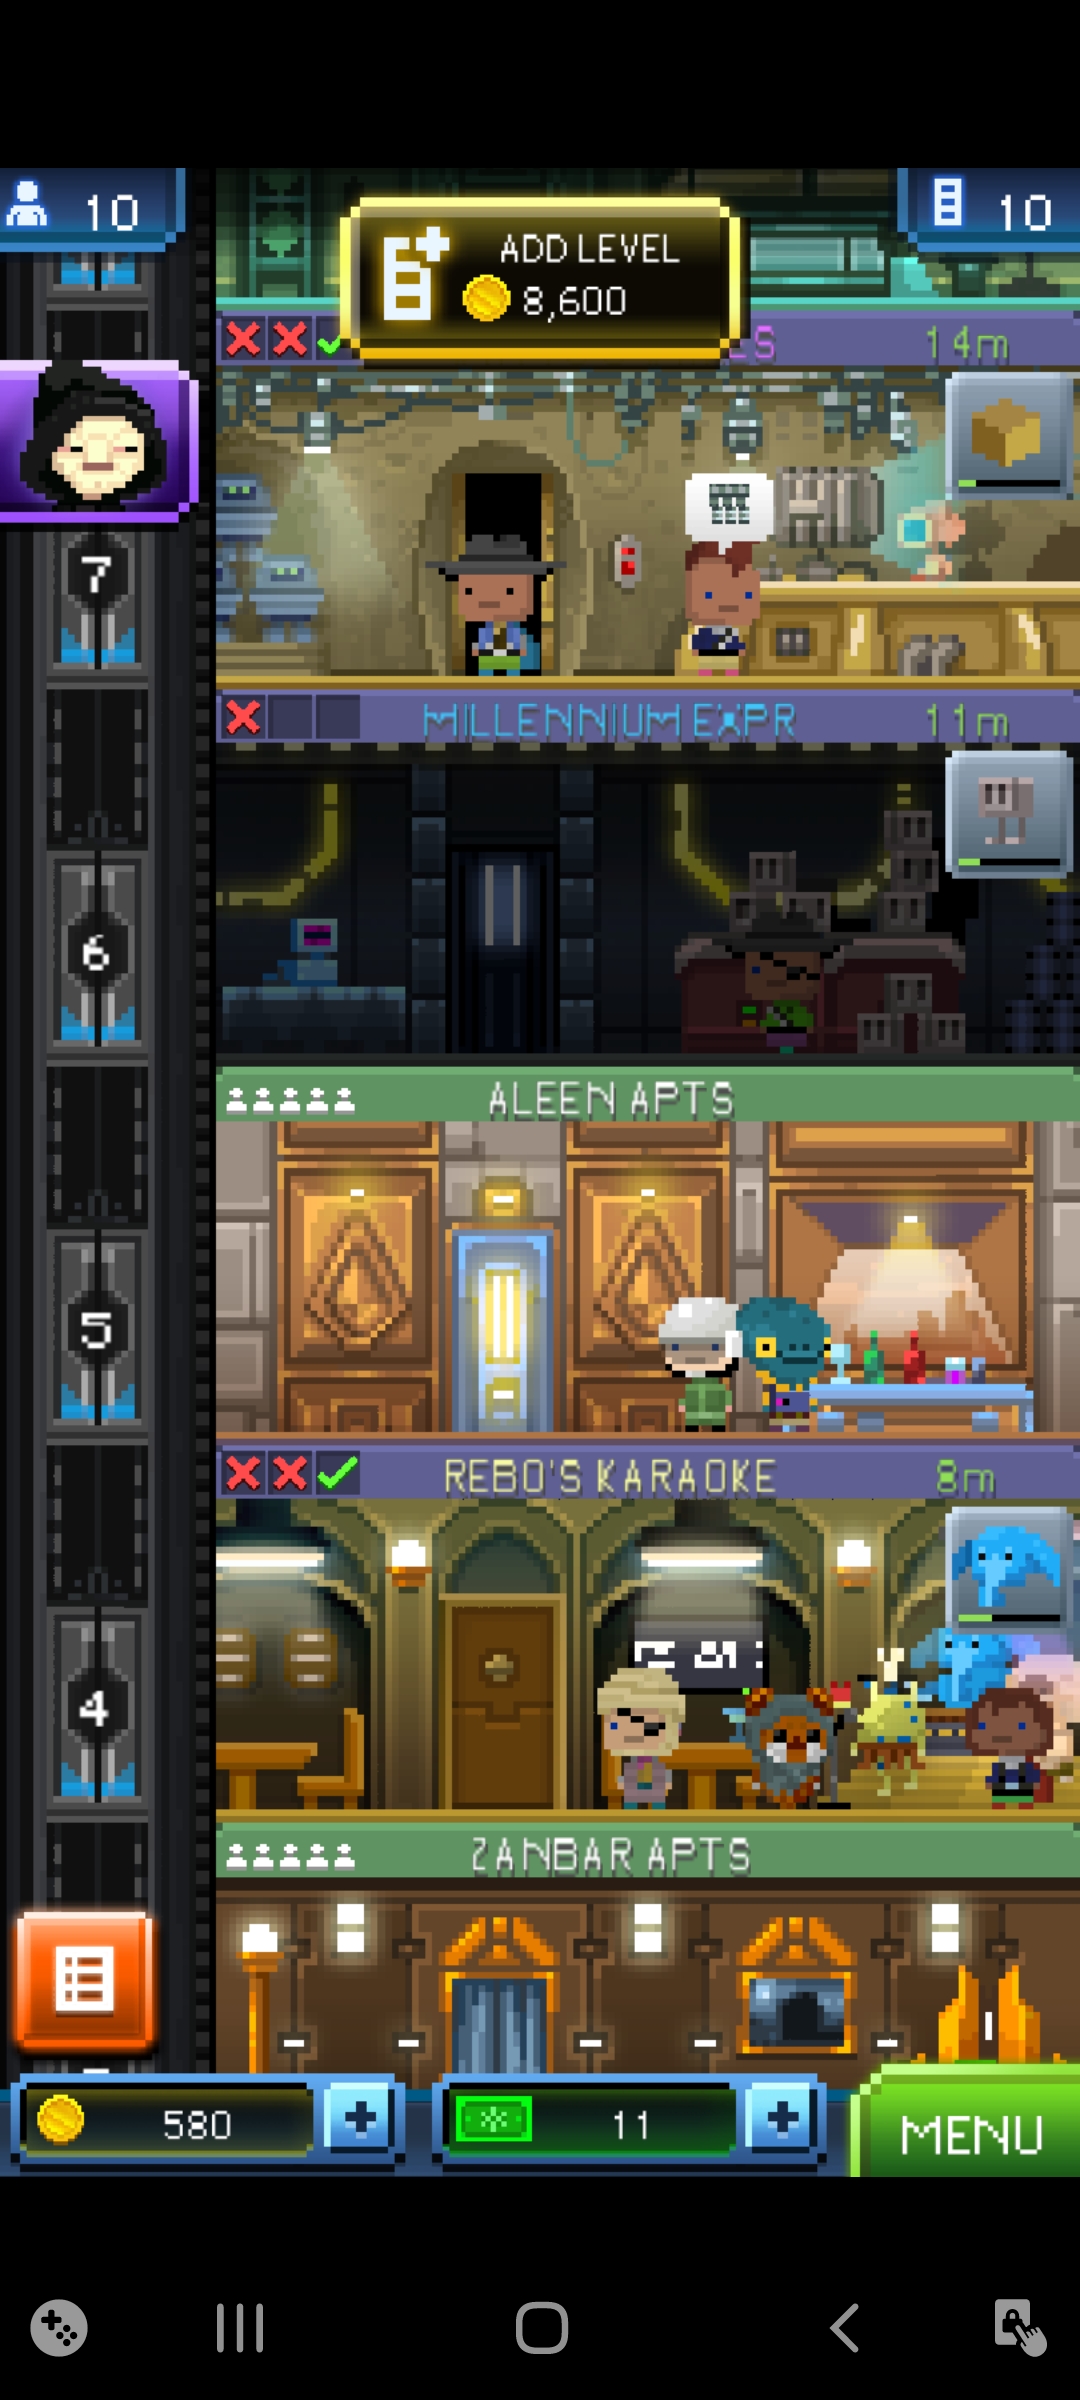 10
10
ADD LEVEL
8,600
14m
7
MILLENNIUM EXPR
11m
6
ALEEN APTS
5
REBO'S KARAOKE
8m
4
ZANBAR APTS
580
11
MENU